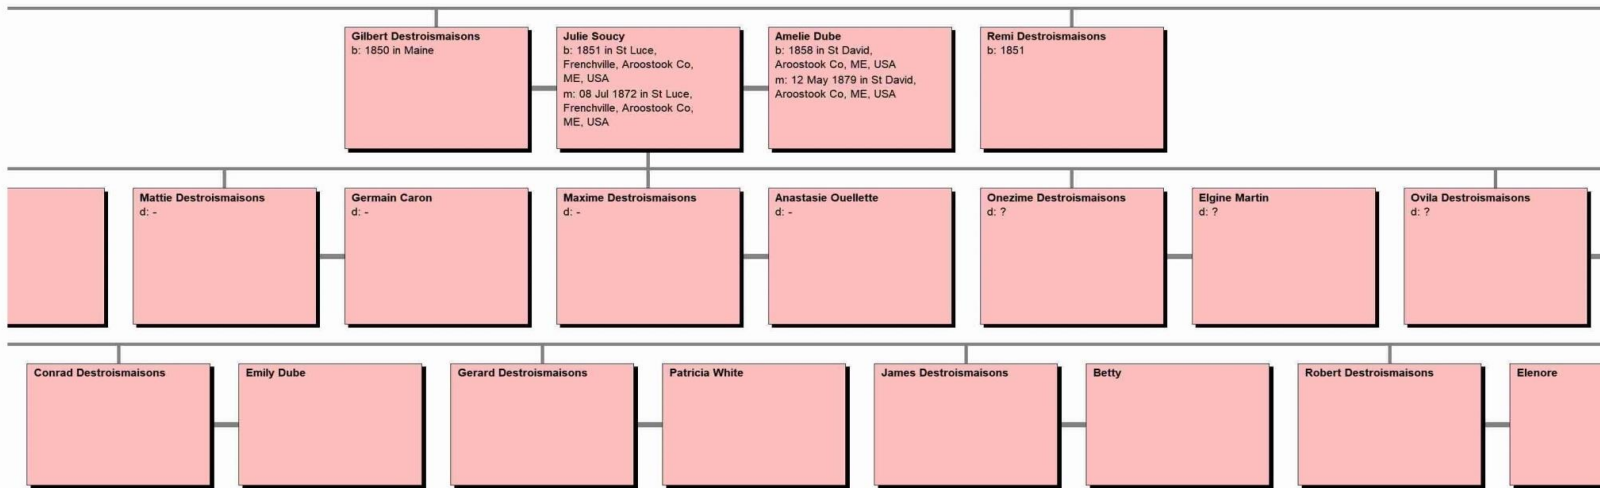 Gilbert Destroismaisons
b: 1850 in Maine
Julie Soucy
b: 1851 in St Luce,
Frenchville, Aroostook Co,
ME, USA
m: 08 Jul 1872 in St Luce,
Frenchville, Aroostook Co,
ME, USA
Amelie Dube
b: 1858 in St David,
Aroostook Co, ME, USA
m: 12 May 1879 in St David,
Aroostook Co, ME, USA
Remi Destroismaisons
b: 1851
Mattie Destroismaisons
d: -
Germain Caron
d: -
Maxime Destroismaisons
d: -
Anastasie Ouellette
d: -
Onezime Destroismaisons
d: ?
Elgine Martin
d: ?
Ovila Destroismaisons
d: ?
Conrad Destroismaisons
Emily Dube
Gerard Destroismaisons
Patricia White
James Destroismaisons
Betty
Robert Destroismaisons
Elenore